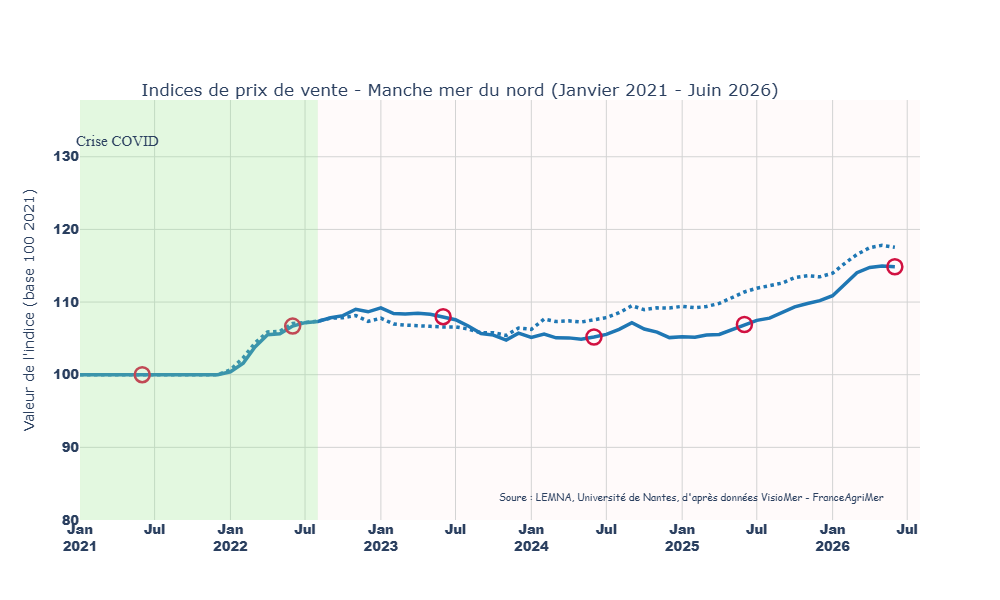 Indices de prix de vente - Manche mer du nord (Janvier 2021 - Juin 2026)
Crise COVID
Valeur de l'indice (base 100 2021)
130
120
110
100
90
80
Soure : LEMNA, Université de Nantes, d'après données VisioMer - FranceAgriMer
Jan Jul Jan Jul Jan Jul Jan Jul Jan Jul Jan Jul
2021 2022 2023 2024 2025 2026